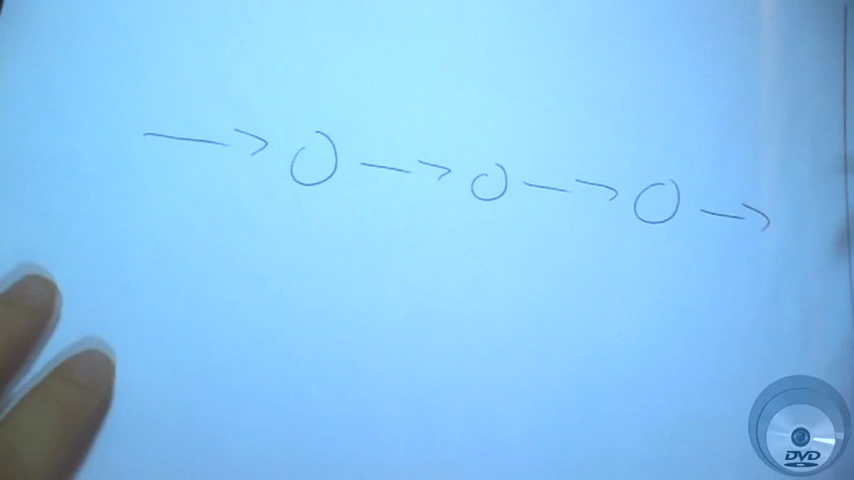 → O → O → O →
DVD